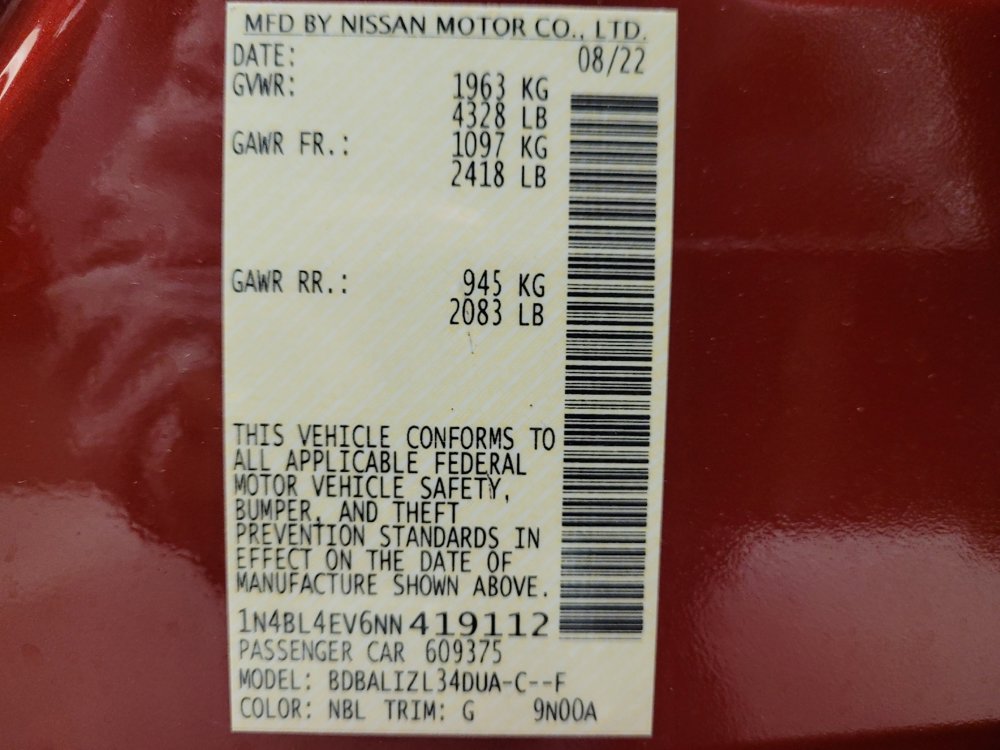 MFD BY NISSAN MOTOR CO., LTD.
DATE: 08/22
GVWR: 1963 KG
4328 LB
GAWR FR.: 1097 KG
2418 LB
GAWR RR.: 945 KG
2083 LB
THIS VEHICLE CONFORMS TO
ALL APPLICABLE FEDERAL
MOTOR VEHICLE SAFETY,
BUMPER, AND THEFT
PREVENTION STANDARDS IN
EFFECT ON THE DATE OF
MANUFACTURE SHOWN ABOVE.
1N4BL4EV6NN419112
PASSENGER CAR 609375
MODEL: BDBALIZL34DUA-C--F
COLOR: NBL TRIM: G 9N00A